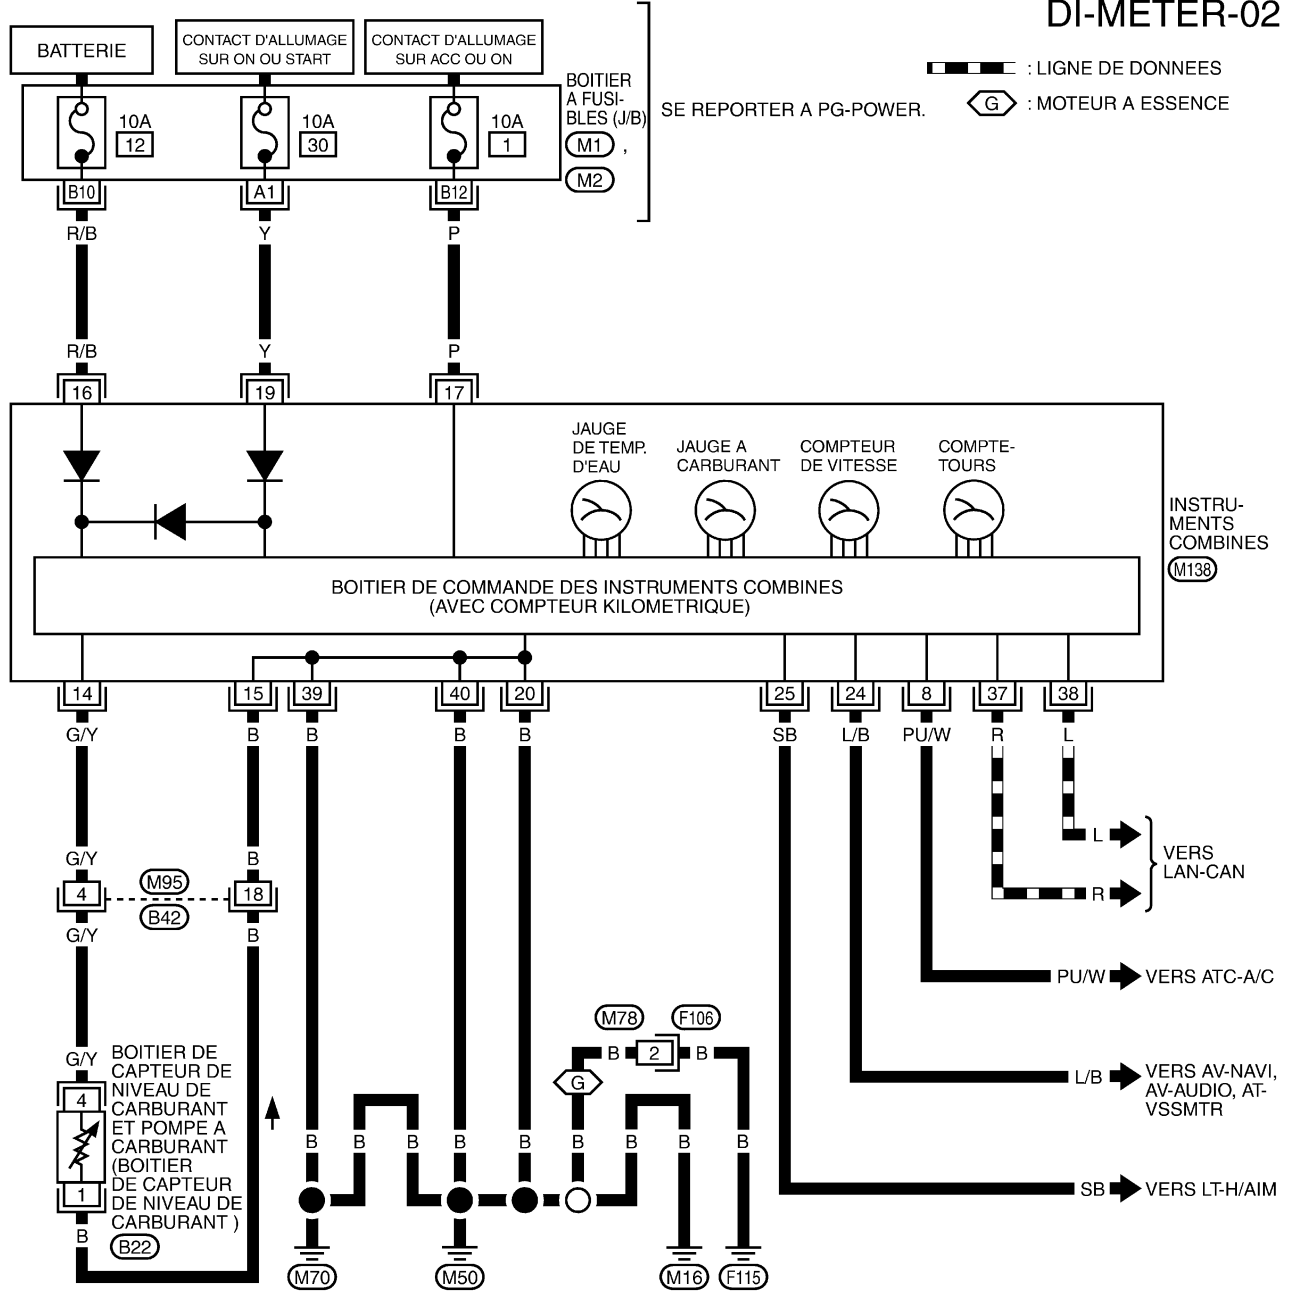 DI-METER-02
BATTERIE
CONTACT D'ALLUMAGE
SUR ON OU START
CONTACT D'ALLUMAGE
SUR ACC OU ON
: LIGNE DE DONNEES
G : MOTEUR A ESSENCE
BOITIER
A FUSI-
BLES (J/B)
M1 ,
M2
SE REPORTER A PG-POWER.
10A
12
10A
30
10A
1
B10 A1 B12
R/B Y P
R/B Y P
16 19 17
JAUGE
DE TEMP.
D'EAU
JAUGE A
CARBURANT
COMPTEUR
DE VITESSE
COMPTE-
TOURS
INSTRU-
MENTS
COMBINES
M138
BOITIER DE COMMANDE DES INSTRUMENTS COMBINES
(AVEC COMPTEUR KILOMETRIQUE)
14 15 39 40 20 25 24 8 37 38
G/Y B B B B SB L/B PU/W R L
L
R
VERS
LAN-CAN
G/Y B
4 M95 18
B42
G/Y B
PU/W VERS ATC-A/C
M78 F106
B 2 B
G
G/Y
4
1
B
BOITIER DE
CAPTEUR DE
NIVEAU DE
CARBURANT
ET POMPE A
CARBURANT
(BOITIER
DE CAPTEUR
DE NIVEAU DE
CARBURANT )
B22
L/B VERS AV-NAVI,
AV-AUDIO, AT-
VSSMTR
B B B B B B B B B
SB VERS LT-H/AIM
M70 M50 M16 F115